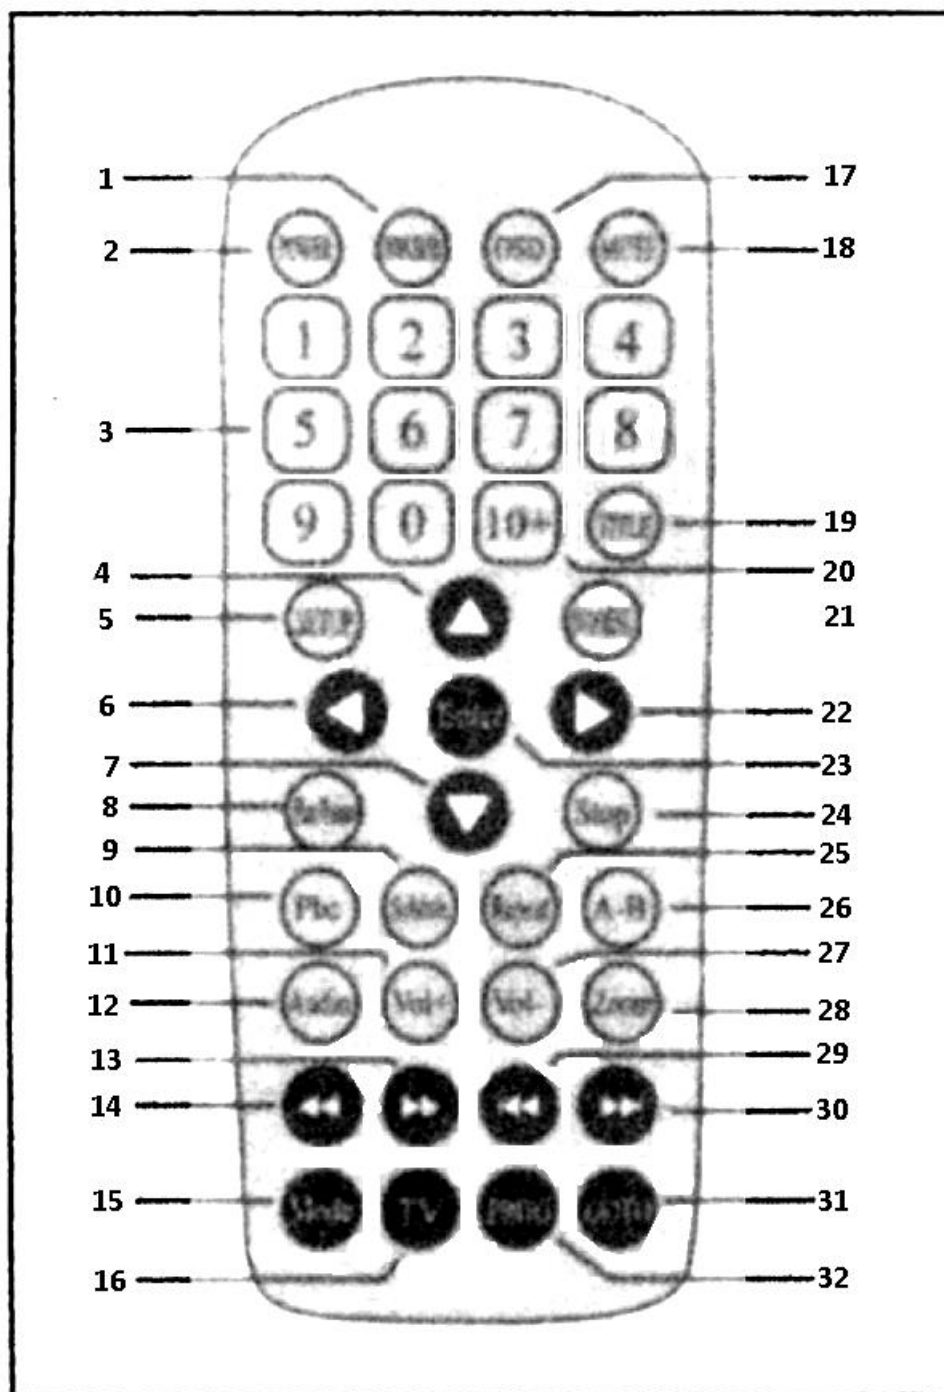 1 17
2 POWER MUTE 18
1 2 3 4
3 5 6 7 8
9 0 10+ TITLE 19
4 20
5 SETUP 21
6 Enter 22
7 23
8 Return Stop 24
9 25
10 Pbc Repeat A-B 26
11 27
12 Audio Vol+ Vol- Zoom 28
13 29
14 30
15 Mode TV PROG GOTO 31
16 32